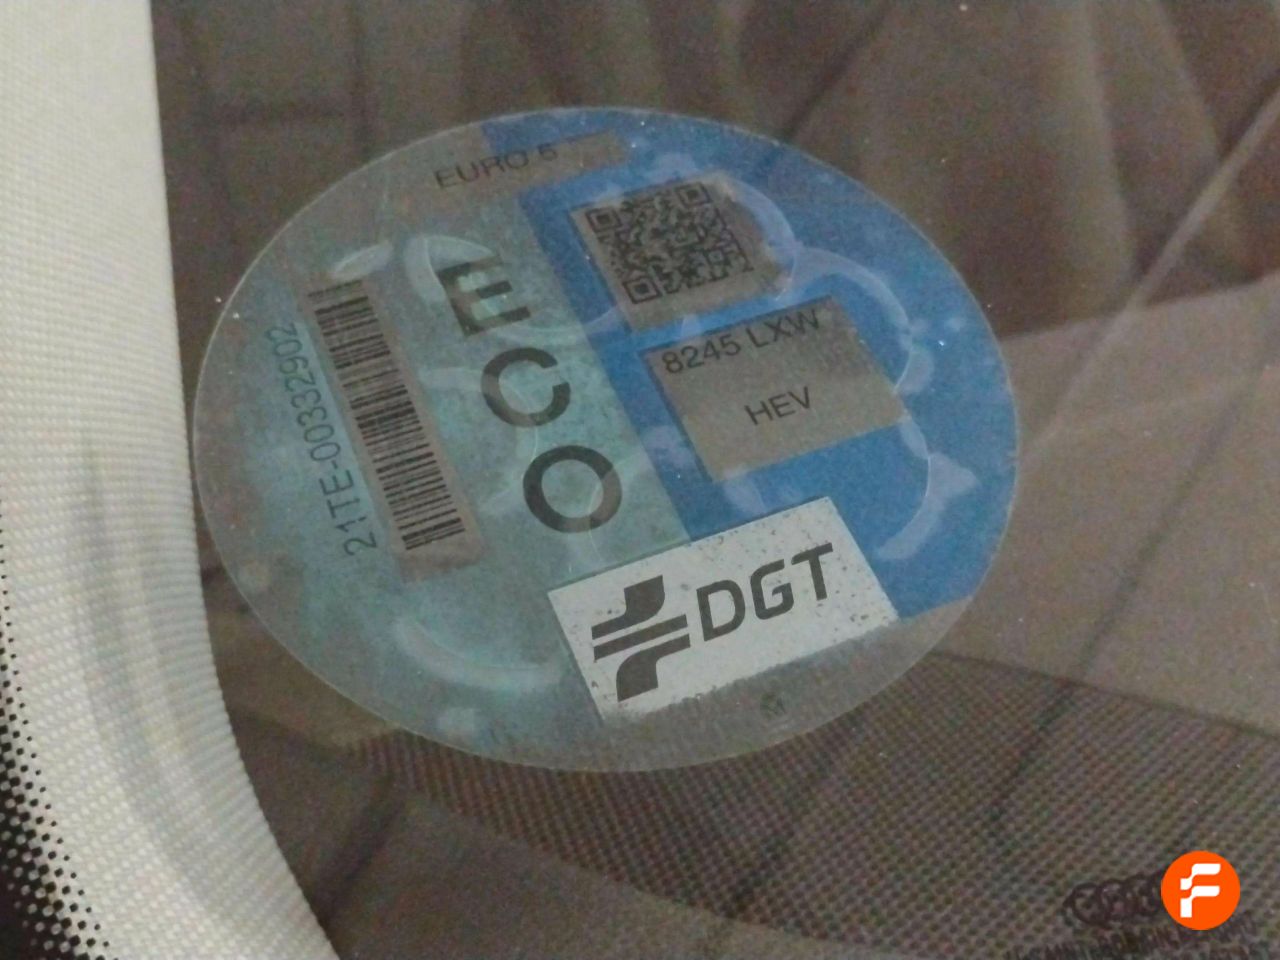 EURO 6
8245 LXW
HEV
ECO
21TE-00332902
DGT